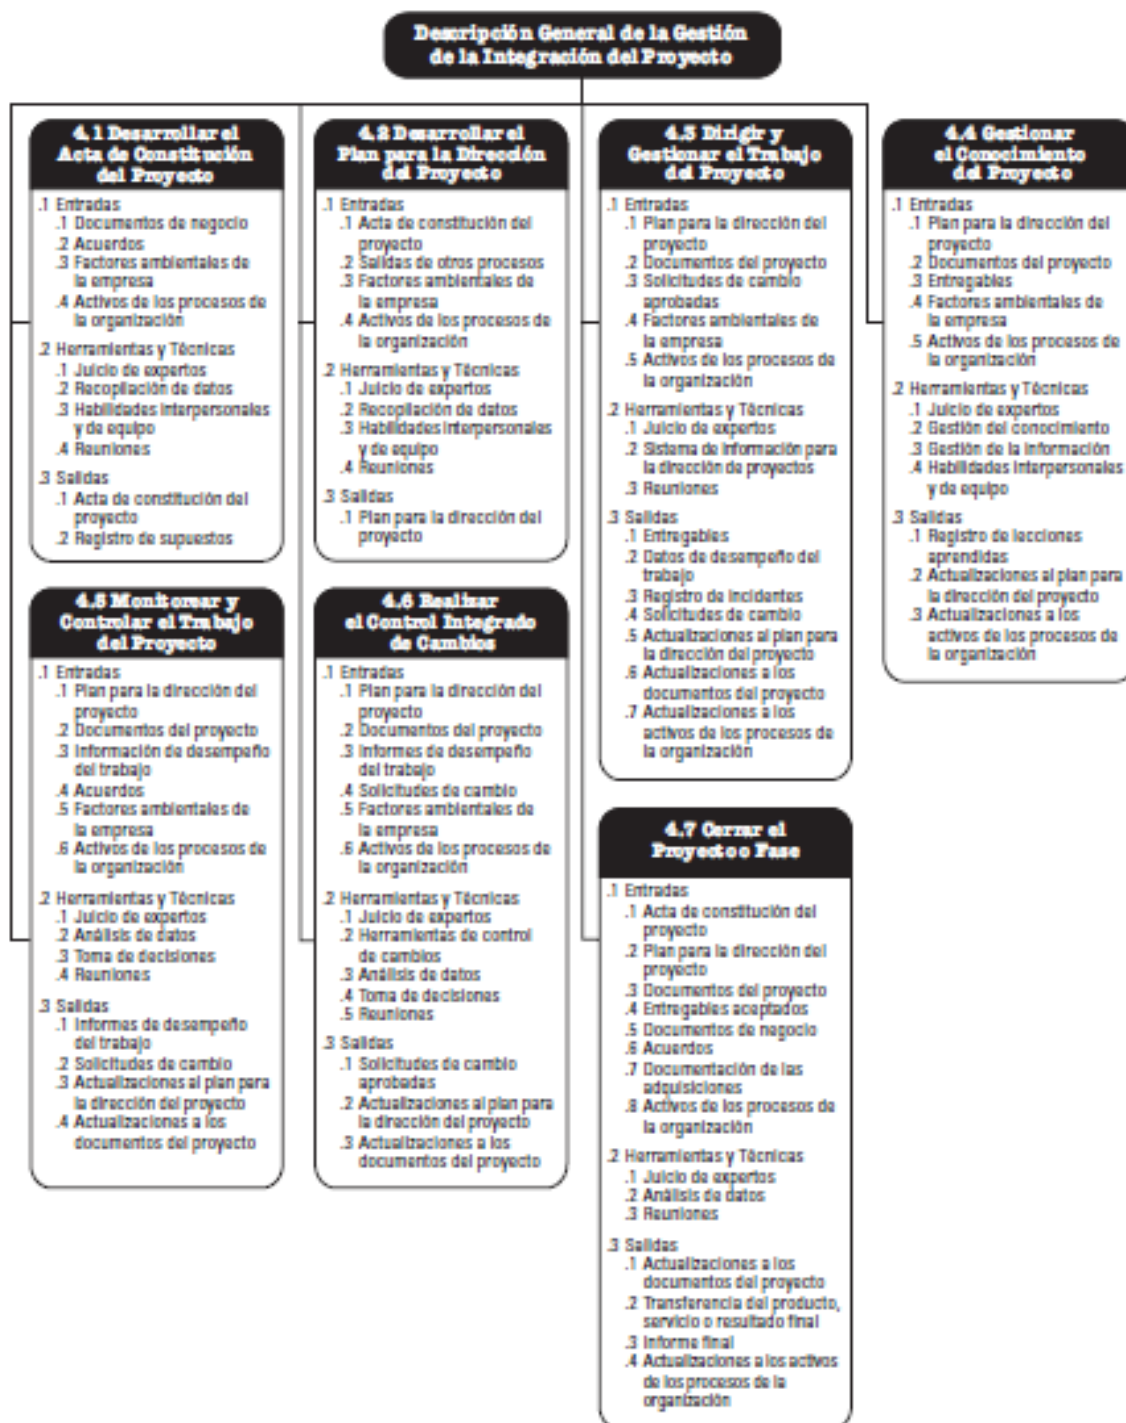 Descripción General de la Gestión
de la Integración del Proyecto
4.1 Desarrollar el
Acta de Constitución
del Proyecto
.1 Entradas
.1 Documentos de negocio
.2 Acuerdos
.3 Factores ambientales de
la empresa
.4 Activos de los procesos de
la organización
.2 Herramientas y Técnicas
.1 Juicio de expertos
.2 Recopilación de datos
.3 Habilidades interpersonales
y de equipo
.4 Reuniones
.3 Salidas
.1 Acta de constitución del
proyecto
.2 Registro de supuestos
4.2 Desarrollar el
Plan para la Dirección
del Proyecto
.1 Entradas
.1 Acta de constitución del
proyecto
.2 Salidas de otros procesos
.3 Factores ambientales de
la empresa
.4 Activos de los procesos de
la organización
.2 Herramientas y Técnicas
.1 Juicio de expertos
.2 Recopilación de datos
.3 Habilidades interpersonales
y de equipo
.4 Reuniones
.3 Salidas
.1 Plan para la dirección del
proyecto
4.3 Dirigir y
Gestionar el Trabajo
del Proyecto
.1 Entradas
.1 Plan para la dirección del
proyecto
.2 Documentos del proyecto
.3 Solicitudes de cambio
aprobadas
.4 Factores ambientales de
la empresa
.5 Activos de los procesos de
la organización
.2 Herramientas y Técnicas
.1 Juicio de expertos
.2 Sistema de información para
la dirección de proyectos
.3 Reuniones
.3 Salidas
.1 Entregables
.2 Datos de desempeño del
trabajo
.3 Registro de incidentes
.4 Solicitudes de cambio
.5 Actualizaciones al plan para
la dirección del proyecto
.6 Actualizaciones a los
documentos del proyecto
.7 Actualizaciones a los
activos de los procesos de
la organización
4.4 Gestionar
el Conocimiento
del Proyecto
.1 Entradas
.1 Plan para la dirección del
proyecto
.2 Documentos del proyecto
.3 Entregables
.4 Factores ambientales de
la empresa
.5 Activos de los procesos de
la organización
.2 Herramientas y Técnicas
.1 Juicio de expertos
.2 Gestión del conocimiento
.3 Gestión de la información
.4 Habilidades interpersonales
y de equipo
.3 Salidas
.1 Registro de lecciones
aprendidas
.2 Actualizaciones al plan para
la dirección del proyecto
.3 Actualizaciones a los
activos de los procesos de
la organización
4.5 Monitorear y
Controlar el Trabajo
del Proyecto
.1 Entradas
.1 Plan para la dirección del
proyecto
.2 Documentos del proyecto
.3 Información de desempeño
del trabajo
.4 Acuerdos
.5 Factores ambientales de
la empresa
.6 Activos de los procesos de
la organización
.2 Herramientas y Técnicas
.1 Juicio de expertos
.2 Análisis de datos
.3 Toma de decisiones
.4 Reuniones
.3 Salidas
.1 Informes de desempeño
del trabajo
.2 Solicitudes de cambio
.3 Actualizaciones al plan para
la dirección del proyecto
.4 Actualizaciones a los
documentos del proyecto
4.6 Realizar
el Control Integrado
de Cambios
.1 Entradas
.1 Plan para la dirección del
proyecto
.2 Documentos del proyecto
.3 Informes de desempeño
del trabajo
.4 Solicitudes de cambio
.5 Factores ambientales de
la empresa
.6 Activos de los procesos de
la organización
.2 Herramientas y Técnicas
.1 Juicio de expertos
.2 Herramientas de control
de cambios
.3 Análisis de datos
.4 Toma de decisiones
.5 Reuniones
.3 Salidas
.1 Solicitudes de cambio
aprobadas
.2 Actualizaciones al plan para
la dirección del proyecto
.3 Actualizaciones a los
documentos del proyecto
4.7 Cerrar el
Proyecto o Fase
.1 Entradas
.1 Acta de constitución del
proyecto
.2 Plan para la dirección del
proyecto
.3 Documentos del proyecto
.4 Entregables aceptados
.5 Documentos de negocio
.6 Acuerdos
.7 Documentación de las
adquisiciones
.8 Activos de los procesos de
la organización
.2 Herramientas y Técnicas
.1 Juicio de expertos
.2 Análisis de datos
.3 Reuniones
.3 Salidas
.1 Actualizaciones a los
documentos del proyecto
.2 Transferencia del producto,
servicio o resultado final
.3 Informe final
.4 Actualizaciones a los activos
de los procesos de la
organización